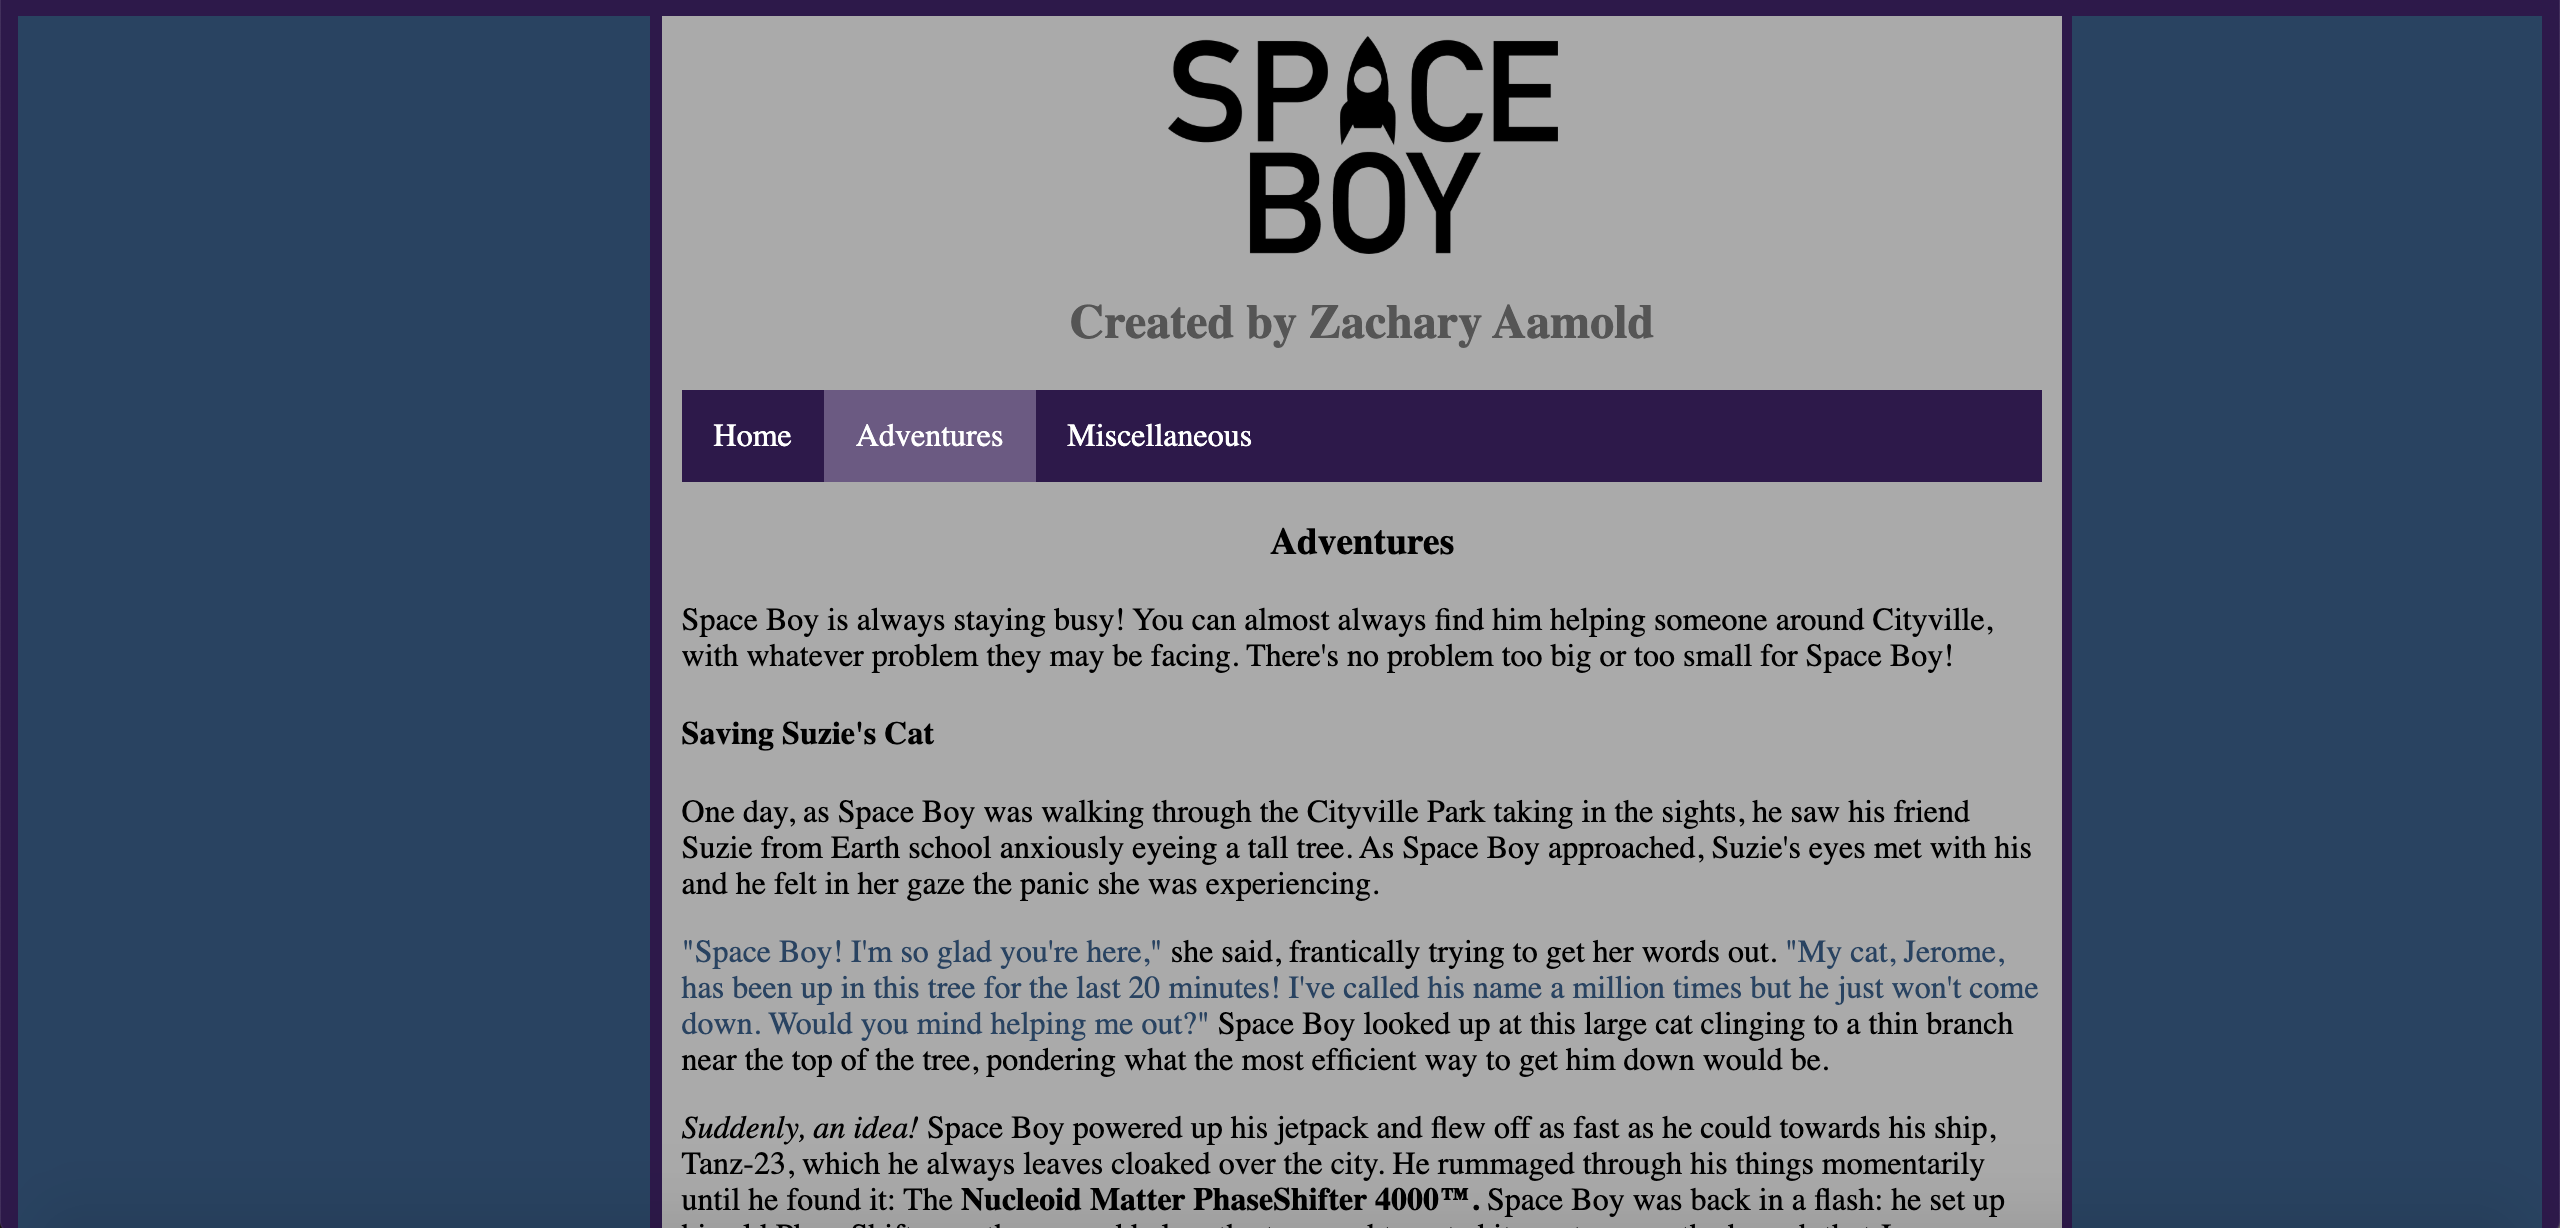 SPACE
BOY
Created by Zachary Aamold
Home Adventures Miscellaneous
Adventures
Space Boy is always staying busy! You can almost always find him helping someone around Cityville,
with whatever problem they may be facing. There's no problem too big or too small for Space Boy!
Saving Suzie's Cat
One day, as Space Boy was walking through the Cityville Park taking in the sights, he saw his friend
Suzie from Earth school anxiously eyeing a tall tree. As Space Boy approached, Suzie's eyes met with his
and he felt in her gaze the panic she was experiencing.
"Space Boy! I'm so glad you're here," she said, frantically trying to get her words out. "My cat, Jerome,
has been up in this tree for the last 20 minutes! I've called his name a million times but he just won't come
down. Would you mind helping me out?" Space Boy looked up at this large cat clinging to a thin branch
near the top of the tree, pondering what the most efficient way to get him down would be.
Suddenly, an idea! Space Boy powered up his jetpack and flew off as fast as he could towards his ship,
Tanz-23, which he always leaves cloaked over the city. He rummaged through his things momentarily
until he found it: The Nucleoid Matter PhaseShifter 4000™. Space Boy was back in a flash: he set up